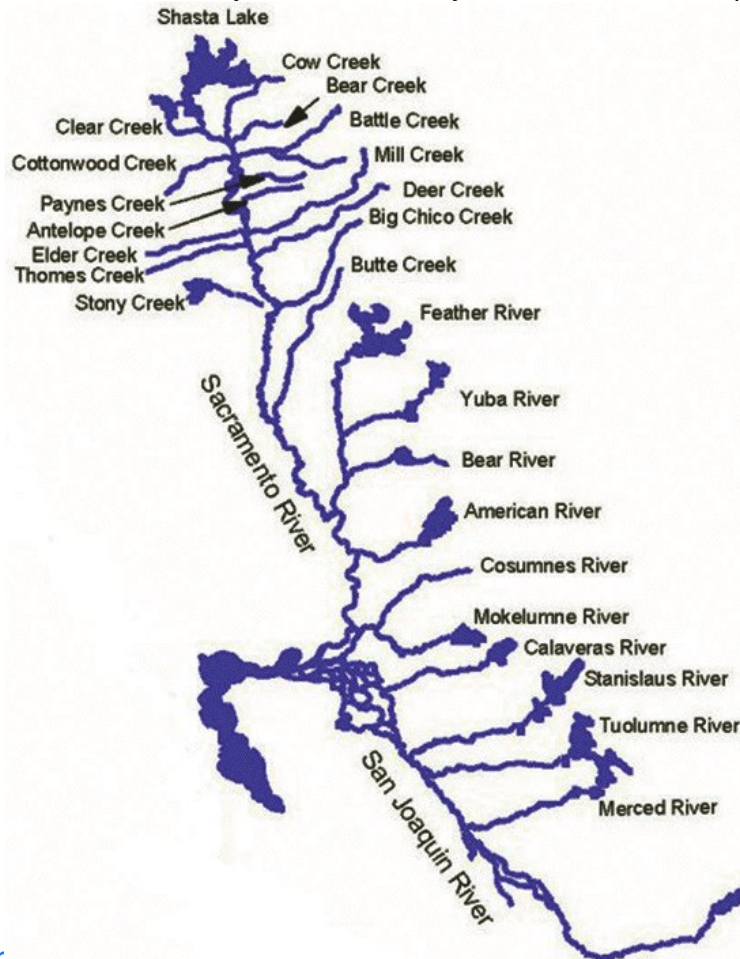 Shasta Lake
Cow Creek
Bear Creek
Clear Creek
Battle Creek
Cottonwood Creek
Mill Creek
Paynes Creek
Deer Creek
Antelope Creek
Big Chico Creek
Elder Creek
Thomes Creek
Butte Creek
Stony Creek
Feather River
Sacramento River
Yuba River
Bear River
American River
Cosumnes River
Mokelumne River
Calaveras River
Stanislaus River
Tuolumne River
San Joaquin River
Merced River